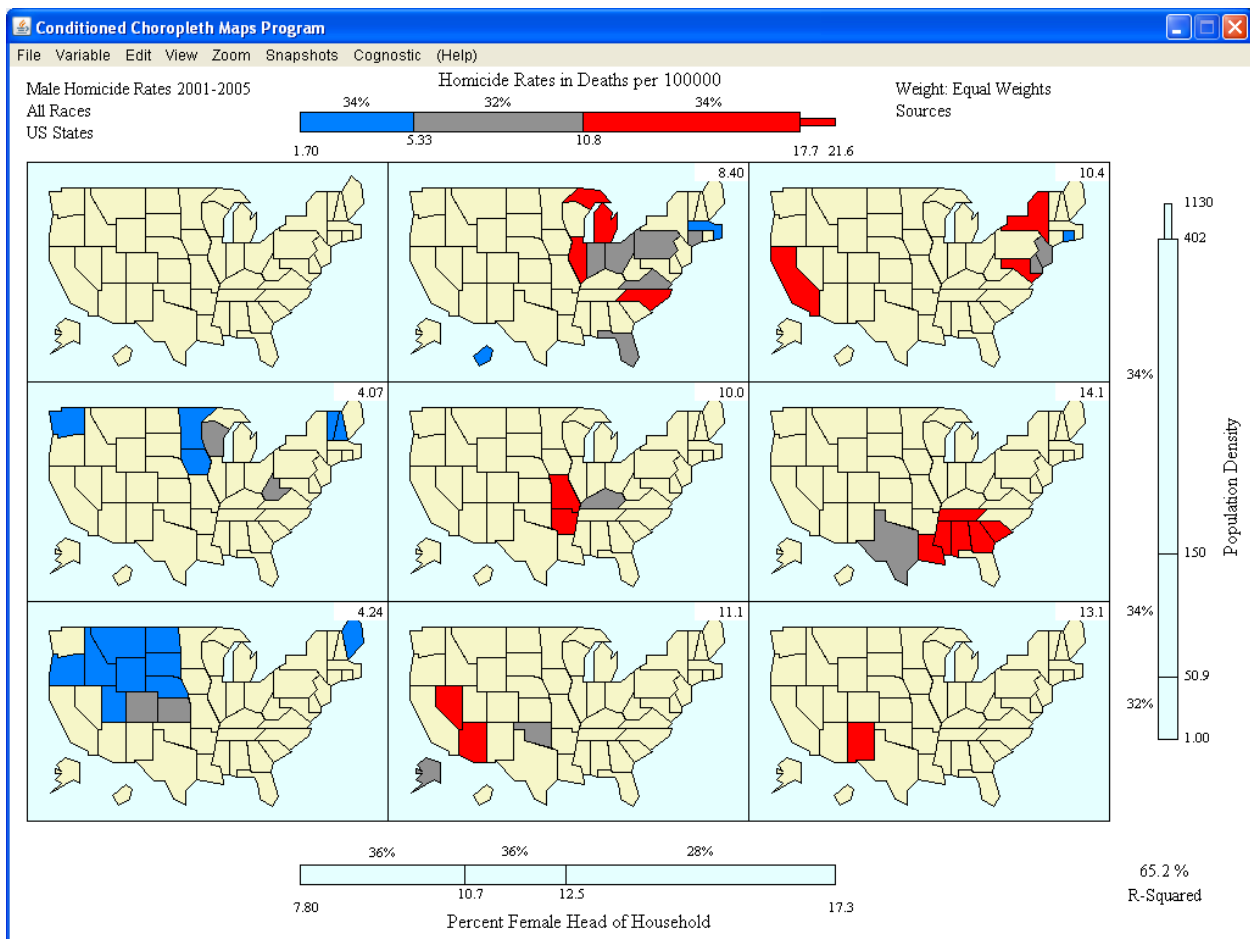 Conditioned Choropleth Maps Program
File Variable Edit View Zoom Snapshots Cognostic (Help)
Male Homicide Rates 2001-2005
All Races
US States
Homicide Rates in Deaths per 100000
34% 32% 34%
5.33 10.8
1.70 17.7 21.6
Weight: Equal Weights
Sources
8.40 10.4
4.07 10.0 14.1
4.24 11.1 13.1
1130
402
34%
150
34%
50.9
32%
1.00
Population Density
36% 36% 28%
10.7 12.5
7.80 17.3
Percent Female Head of Household
65.2 %
R-Squared